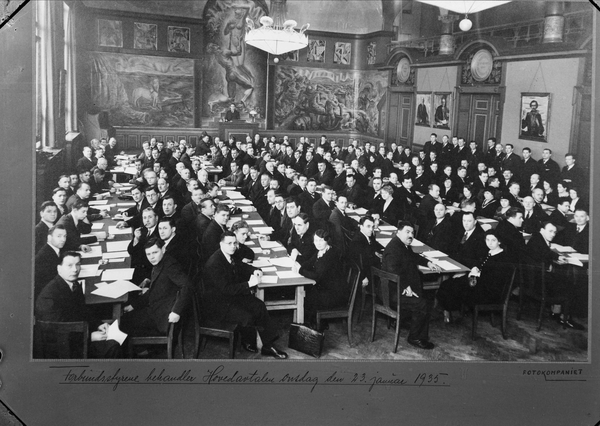 Forbundsstyrene behandler Hovedavtalen onsdag den 23. januar 1935.
FOTOKOMPANIET